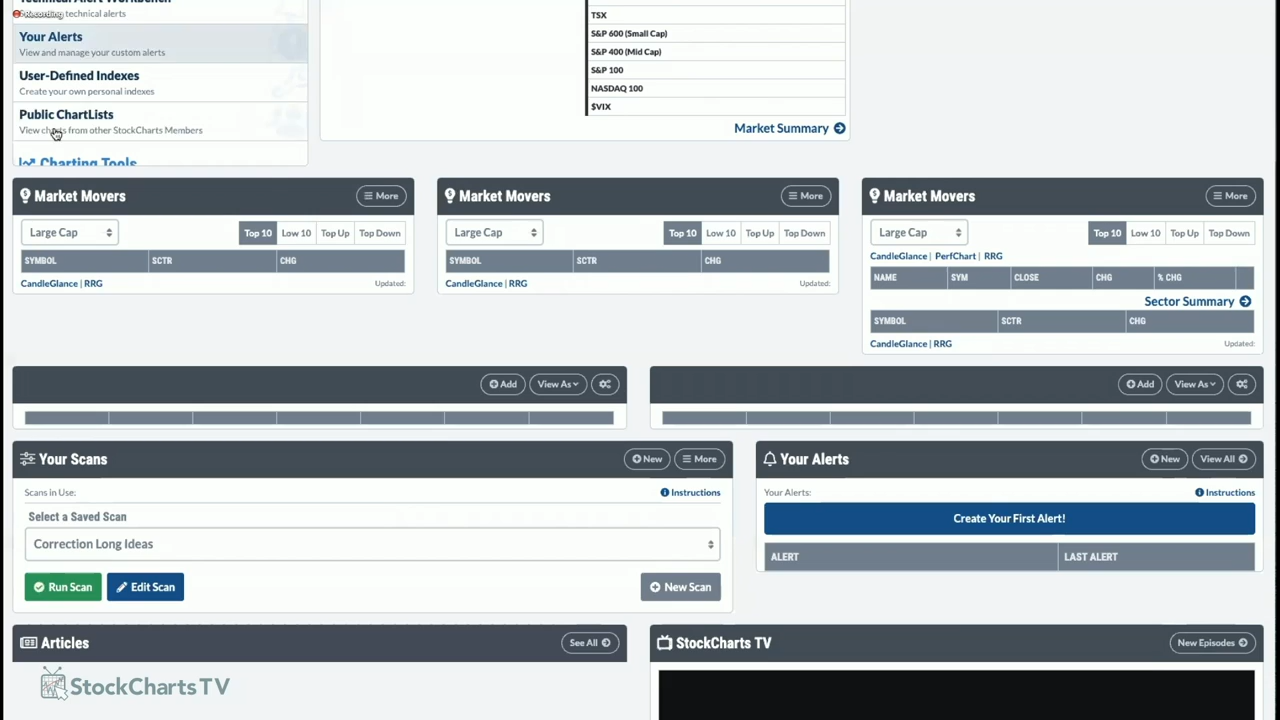 Technical Alert Workbench
Recording
technical alerts
Your Alerts
View and manage your custom alerts
User-Defined Indexes
Create your own personal indexes
Public ChartLists
View charts from other StockCharts Members
Charting Tools
TSX
S&P 600 (Small Cap)
S&P 400 (Mid Cap)
S&P 100
NASDAQ 100
$VIX
Market Summary
Market Movers
More
Large Cap
Top 10 Low 10 Top Up Top Down
SYMBOL SCTR CHG
CandleGlance | RRG
Updated:
Market Movers
More
Large Cap
Top 10 Low 10 Top Up Top Down
SYMBOL SCTR CHG
CandleGlance | RRG
Updated:
Market Movers
More
Large Cap
Top 10 Low 10 Top Up Top Down
CandleGlance | PerfChart | RRG
NAME SYM CLOSE CHG % CHG
Sector Summary
SYMBOL SCTR CHG
CandleGlance | RRG
Updated:
Add View As
Add View As
Your Scans
New More
Scans in Use:
Instructions
Select a Saved Scan
Correction Long Ideas
Run Scan Edit Scan New Scan
Your Alerts
New View All
Your Alerts:
Instructions
Create Your First Alert!
ALERT LAST ALERT
Articles
See All
StockCharts TV
StockCharts TV
New Episodes